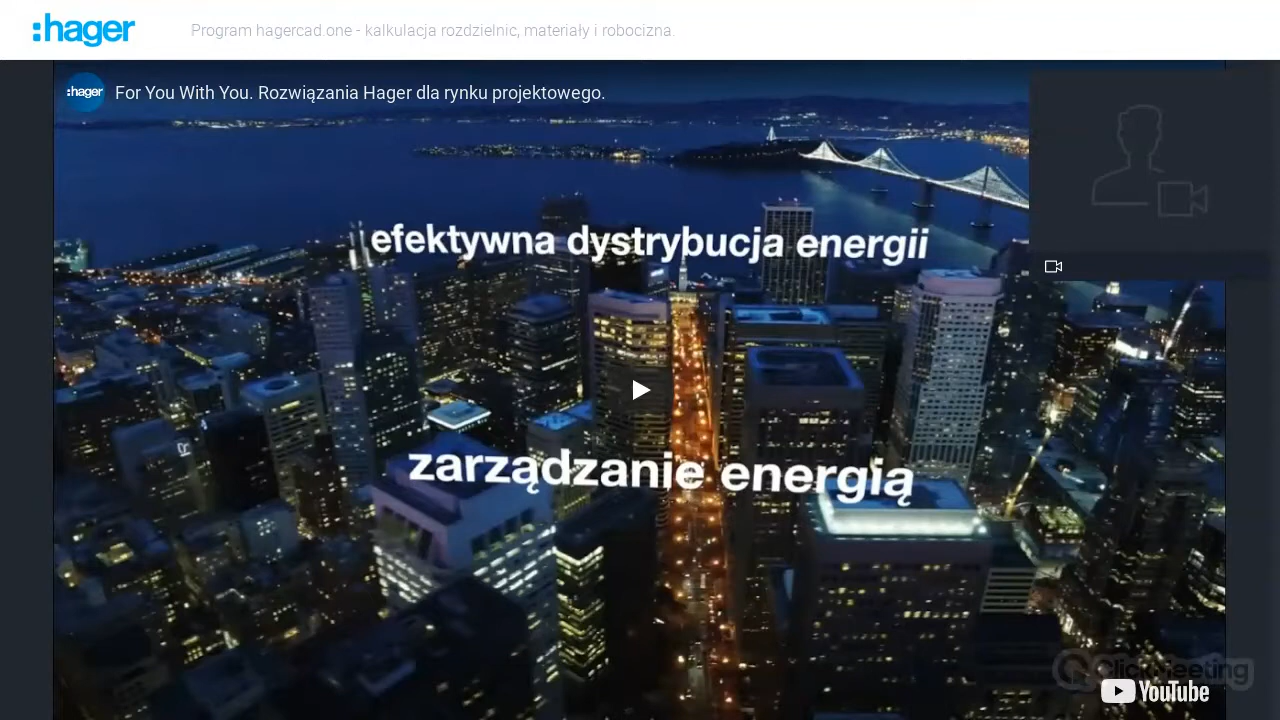 :hager
Program hagercad.one - kalkulacja rozdzielnic, materiały i robocizna.
:hager
For You With You. Rozwiązania Hager dla rynku projektowego.
efektywna dystrybucja energii
zarządzanie energią
ClickMeeting
YouTube